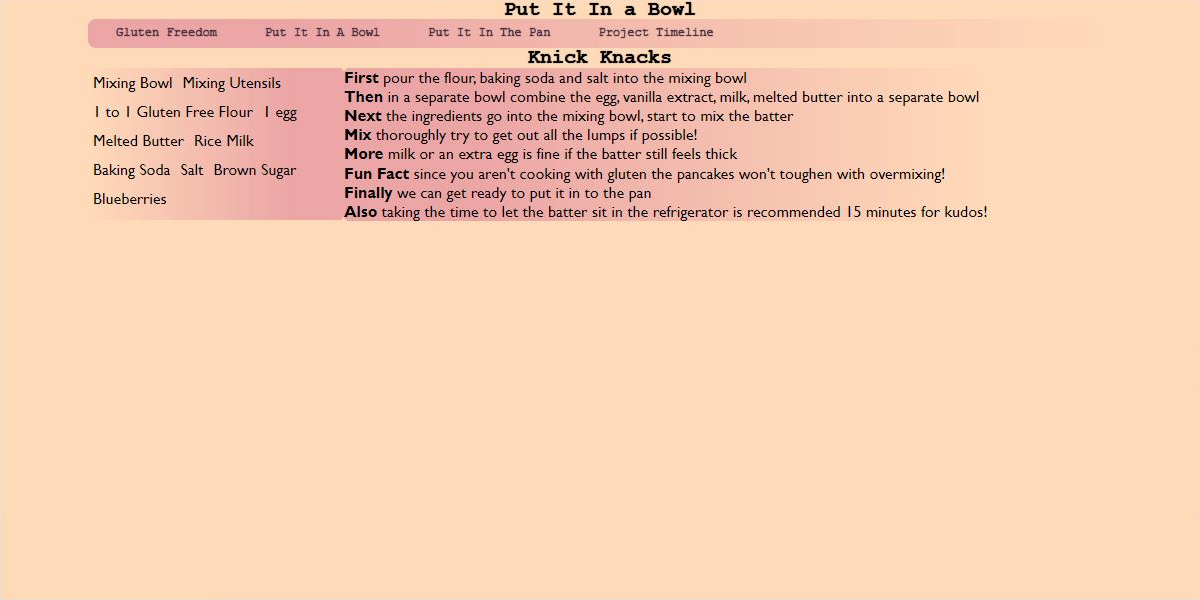 Put It In a Bowl
Gluten Freedom Put It In A Bowl Put It In The Pan Project Timeline
Knick Knacks
Mixing Bowl Mixing Utensils
1 to 1 Gluten Free Flour 1 egg
Melted Butter Rice Milk
Baking Soda Salt Brown Sugar
Blueberries
First pour the flour, baking soda and salt into the mixing bowl
Then in a separate bowl combine the egg, vanilla extract, milk, melted butter into a separate bowl
Next the ingredients go into the mixing bowl, start to mix the batter
Mix thoroughly try to get out all the lumps if possible!
More milk or an extra egg is fine if the batter still feels thick
Fun Fact since you aren't cooking with gluten the pancakes won't toughen with overmixing!
Finally we can get ready to put it in to the pan
Also taking the time to let the batter sit in the refrigerator is recommended 15 minutes for kudos!